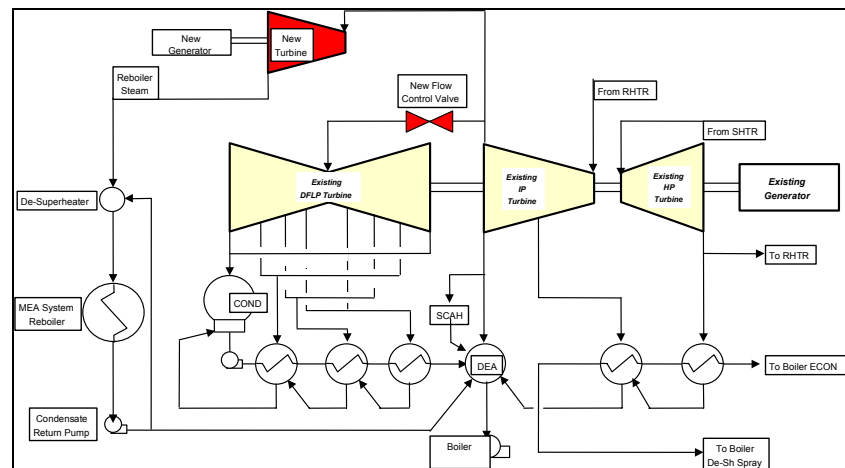 New
Generator
New
Turbine
Reboiler
Steam
New Flow
Control Valve
From RHTR
From SHTR
Existing
DFLP Turbine
Existing
IP
Turbine
Existing
HP
Turbine
Existing
Generator
De-Superheater
To RHTR
MEA System
Reboiler
COND
SCAH
DEA
To Boiler ECON
Condensate
Return Pump
Boiler
To Boiler
De-Sh Spray